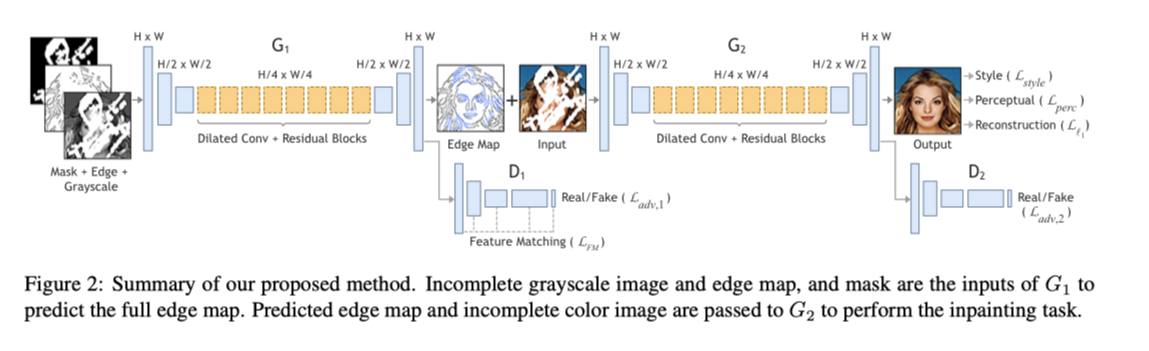 H x W
H/2 x W/2
G₁
H/4 x W/4
H/2 x W/2
H x W
Mask + Edge +
Grayscale
Dilated Conv + Residual Blocks
Edge Map
+
Input
D₁
Real/Fake ( ℒadv,1 )
Feature Matching ( ℒFM )
H x W
H/2 x W/2
G₂
H/4 x W/4
H/2 x W/2
H x W
Dilated Conv + Residual Blocks
Output
Style ( ℒstyle )
Perceptual ( ℒperc )
Reconstruction ( ℒℓ₁ )
D₂
Real/Fake
( ℒadv,2 )
Figure 2: Summary of our proposed method. Incomplete grayscale image and edge map, and mask are the inputs of G₁ to
predict the full edge map. Predicted edge map and incomplete color image are passed to G₂ to perform the inpainting task.